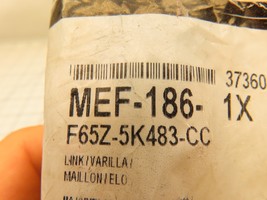 37360
MEF-186- 1X
F65Z-5K483-CC
LINK/VARILLA/
MAILLON/ELO